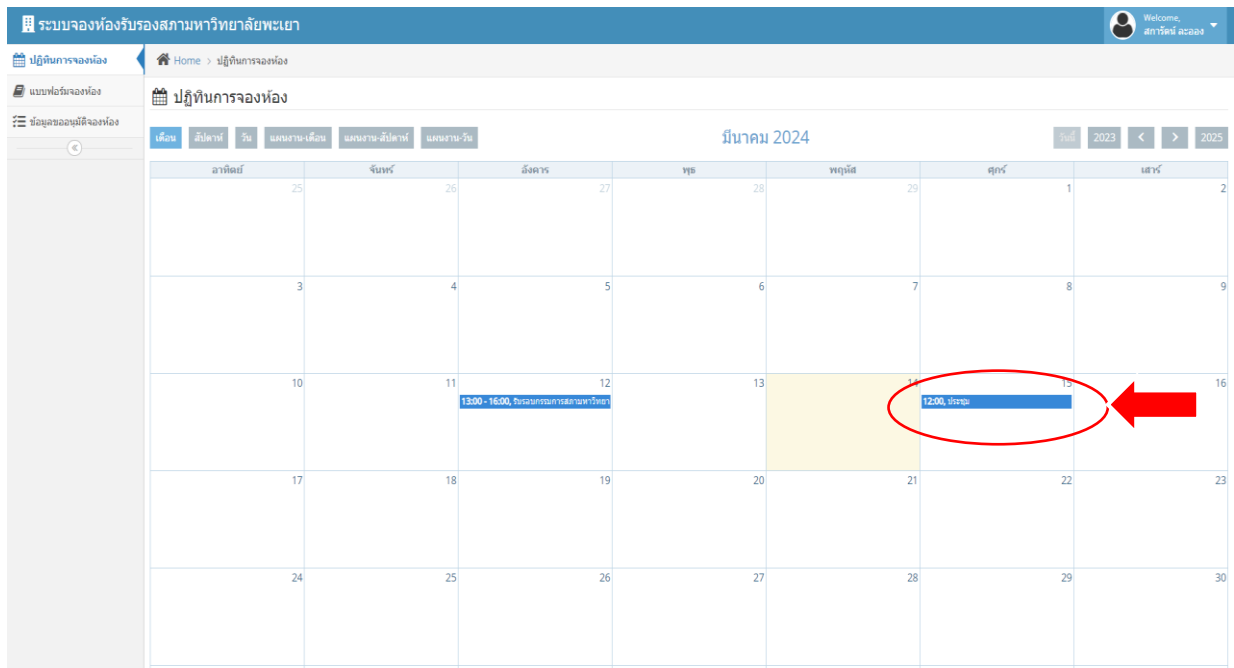 ระบบจองห้องรับรองสภามหาวิทยาลัยพะเยา
Welcome,
สภารัตน์ ละออง
ปฏิทินการจองห้อง
แบบฟอร์มจองห้อง
ข้อมูลขออนุมัติจองห้อง
Home > ปฏิทินการจองห้อง
ปฏิทินการจองห้อง
เดือน สัปดาห์ วัน แผนงาน-เดือน แผนงาน-สัปดาห์ แผนงาน-วัน
มีนาคม 2024
วันนี้ 2023 < > 2025
อาทิตย์ จันทร์ อังคาร พุธ พฤหัส ศุกร์ เสาร์
25 26 27 28 29 1 2
3 4 5 6 7 8 9
10 11 12 13 14 15 16
13:00 - 16:00, รับรอบกรรมการสภามหาวิทยา
12:00, ประชุม
17 18 19 20 21 22 23
24 25 26 27 28 29 30